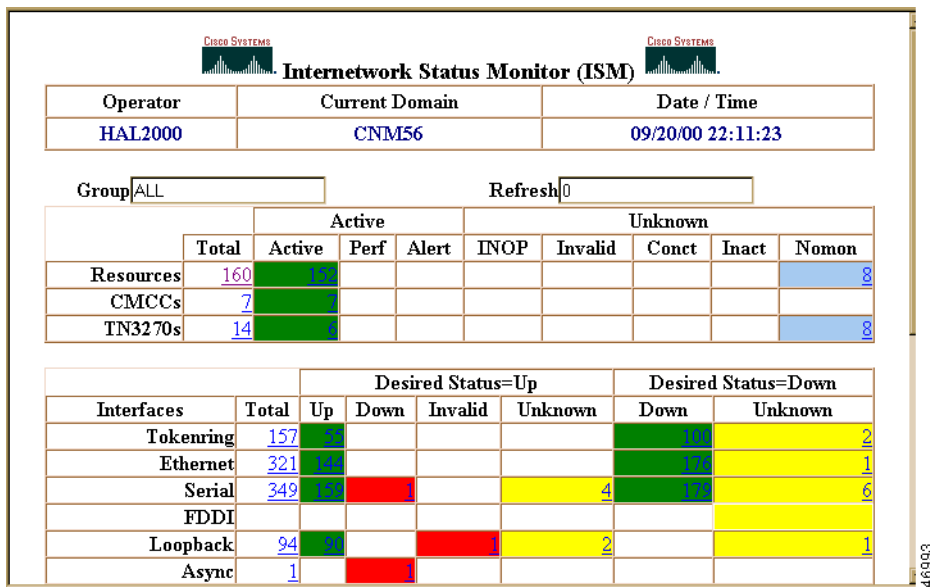 CISCO SYSTEMS CISCO SYSTEMS
Internetwork Status Monitor (ISM)
Operator Current Domain Date / Time
HAL2000 CNM56 09/20/00 22:11:23
Group ALL Refresh 0
Active Unknown
Total Active Perf Alert INOP Invalid Conct Inact Nomon
Resources 160 152 8
CMCCs 7 7
TN3270s 14 6 8
Desired Status=Up Desired Status=Down
Interfaces Total Up Down Invalid Unknown Down Unknown
Tokenring 157 55 100 2
Ethernet 321 144 176 1
Serial 349 159 1 4 179 6
FDDI
Loopback 94 90 1 2 1
Async 1 1
46993